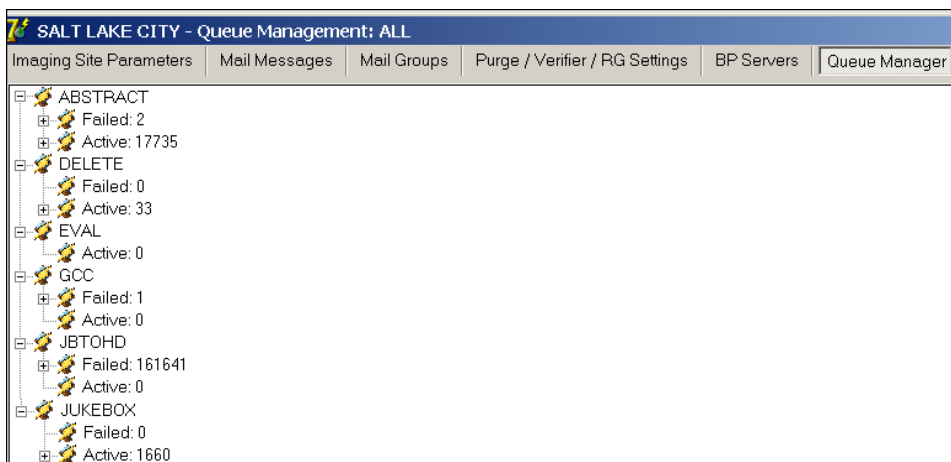 SALT LAKE CITY - Queue Management: ALL
Imaging Site Parameters Mail Messages Mail Groups Purge / Verifier / RG Settings BP Servers Queue Manager
ABSTRACT
Failed: 2
Active: 17735
DELETE
Failed: 0
Active: 33
EVAL
Active: 0
GCC
Failed: 1
Active: 0
JBTOHD
Failed: 161641
Active: 0
JUKEBOX
Failed: 0
Active: 1660